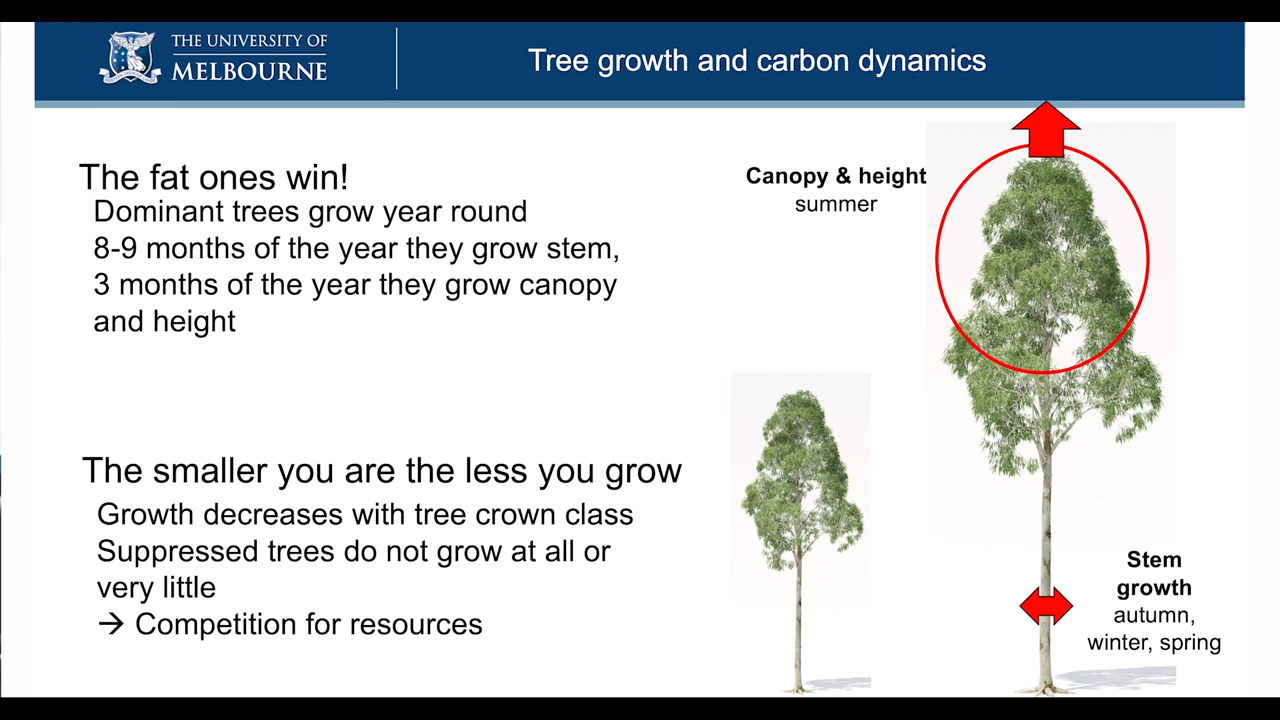 THE UNIVERSITY OF
MELBOURNE
Tree growth and carbon dynamics
The fat ones win!
Dominant trees grow year round
8-9 months of the year they grow stem,
3 months of the year they grow canopy
and height
Canopy & height
summer
The smaller you are the less you grow
Growth decreases with tree crown class
Suppressed trees do not grow at all or
very little
→ Competition for resources
Stem
growth
autumn,
winter, spring